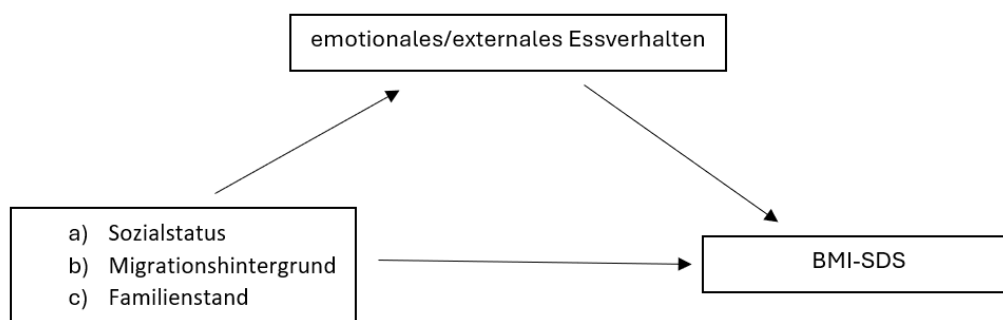 emotionales/externales Essverhalten
a) Sozialstatus
b) Migrationshintergrund
c) Familienstand
BMI-SDS